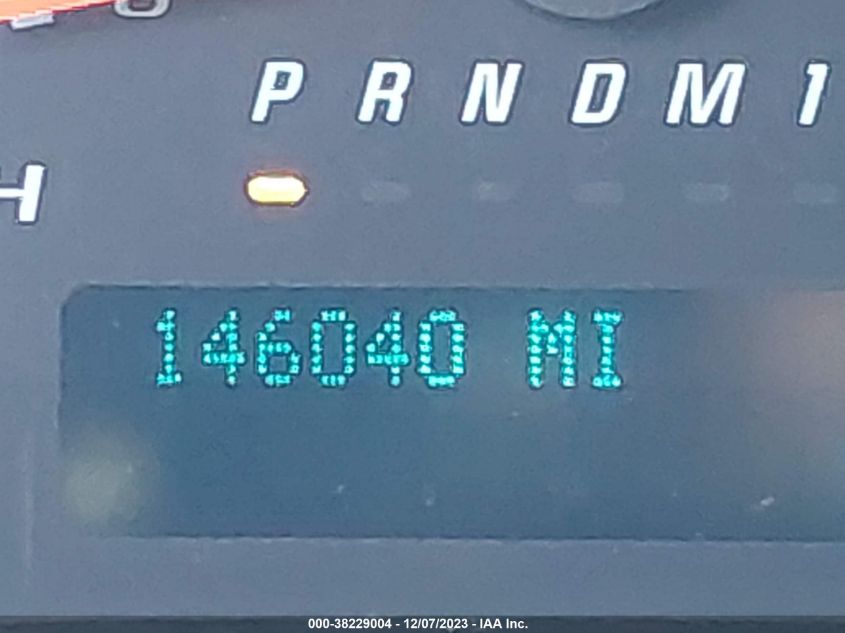 P R N D M 1
H
146040 MI
000-38229004 - 12/07/2023 - IAA Inc.